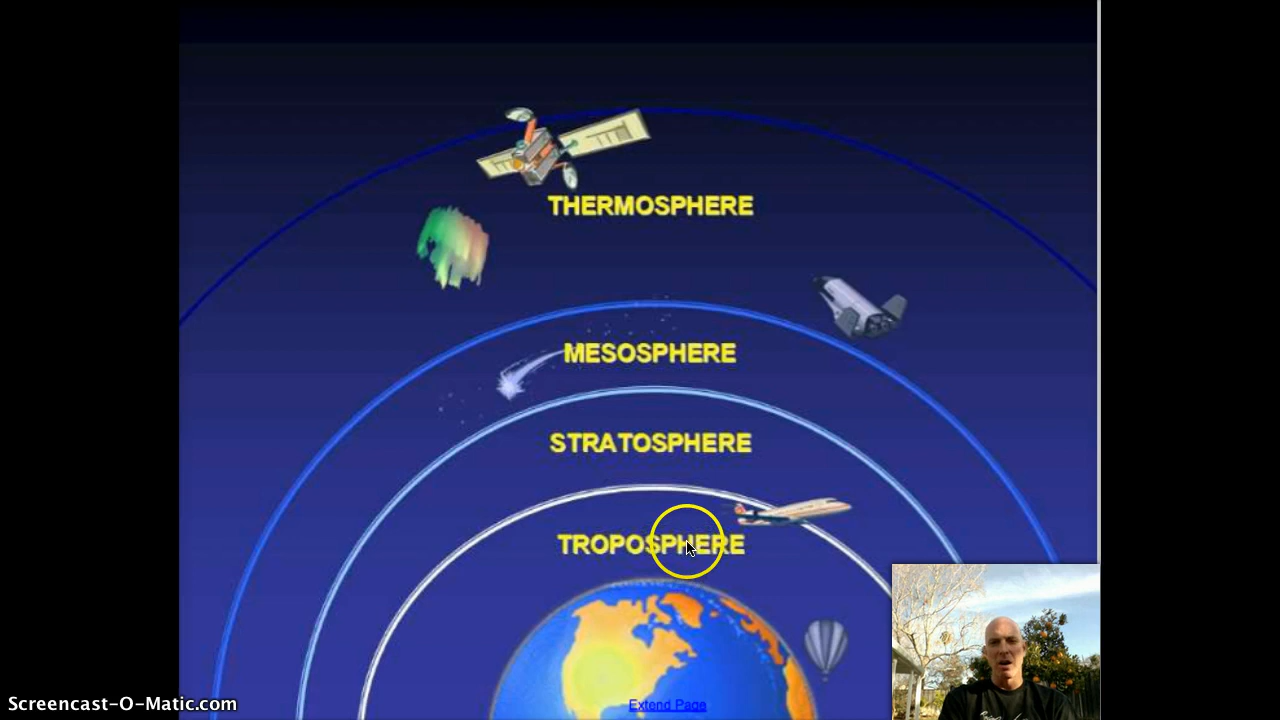 THERMOSPHERE
MESOSPHERE
STRATOSPHERE
TROPOSPHERE
Extend Page
Screencast-O-Matic.com